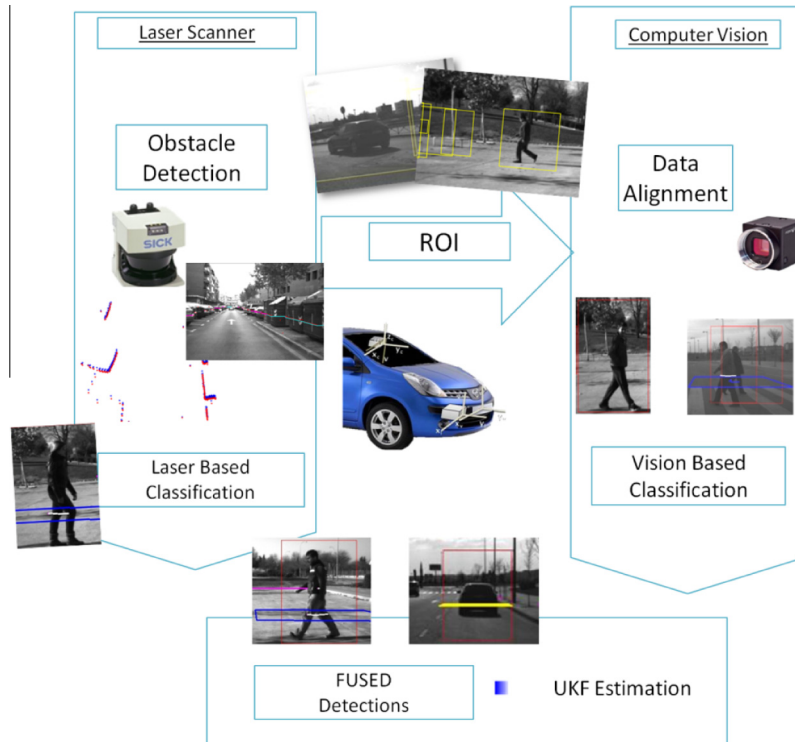 Laser Scanner
Computer Vision
Obstacle
Detection
Data
Alignment
SICK
ROI
Laser Based
Classification
Vision Based
Classification
FUSED
Detections
UKF Estimation